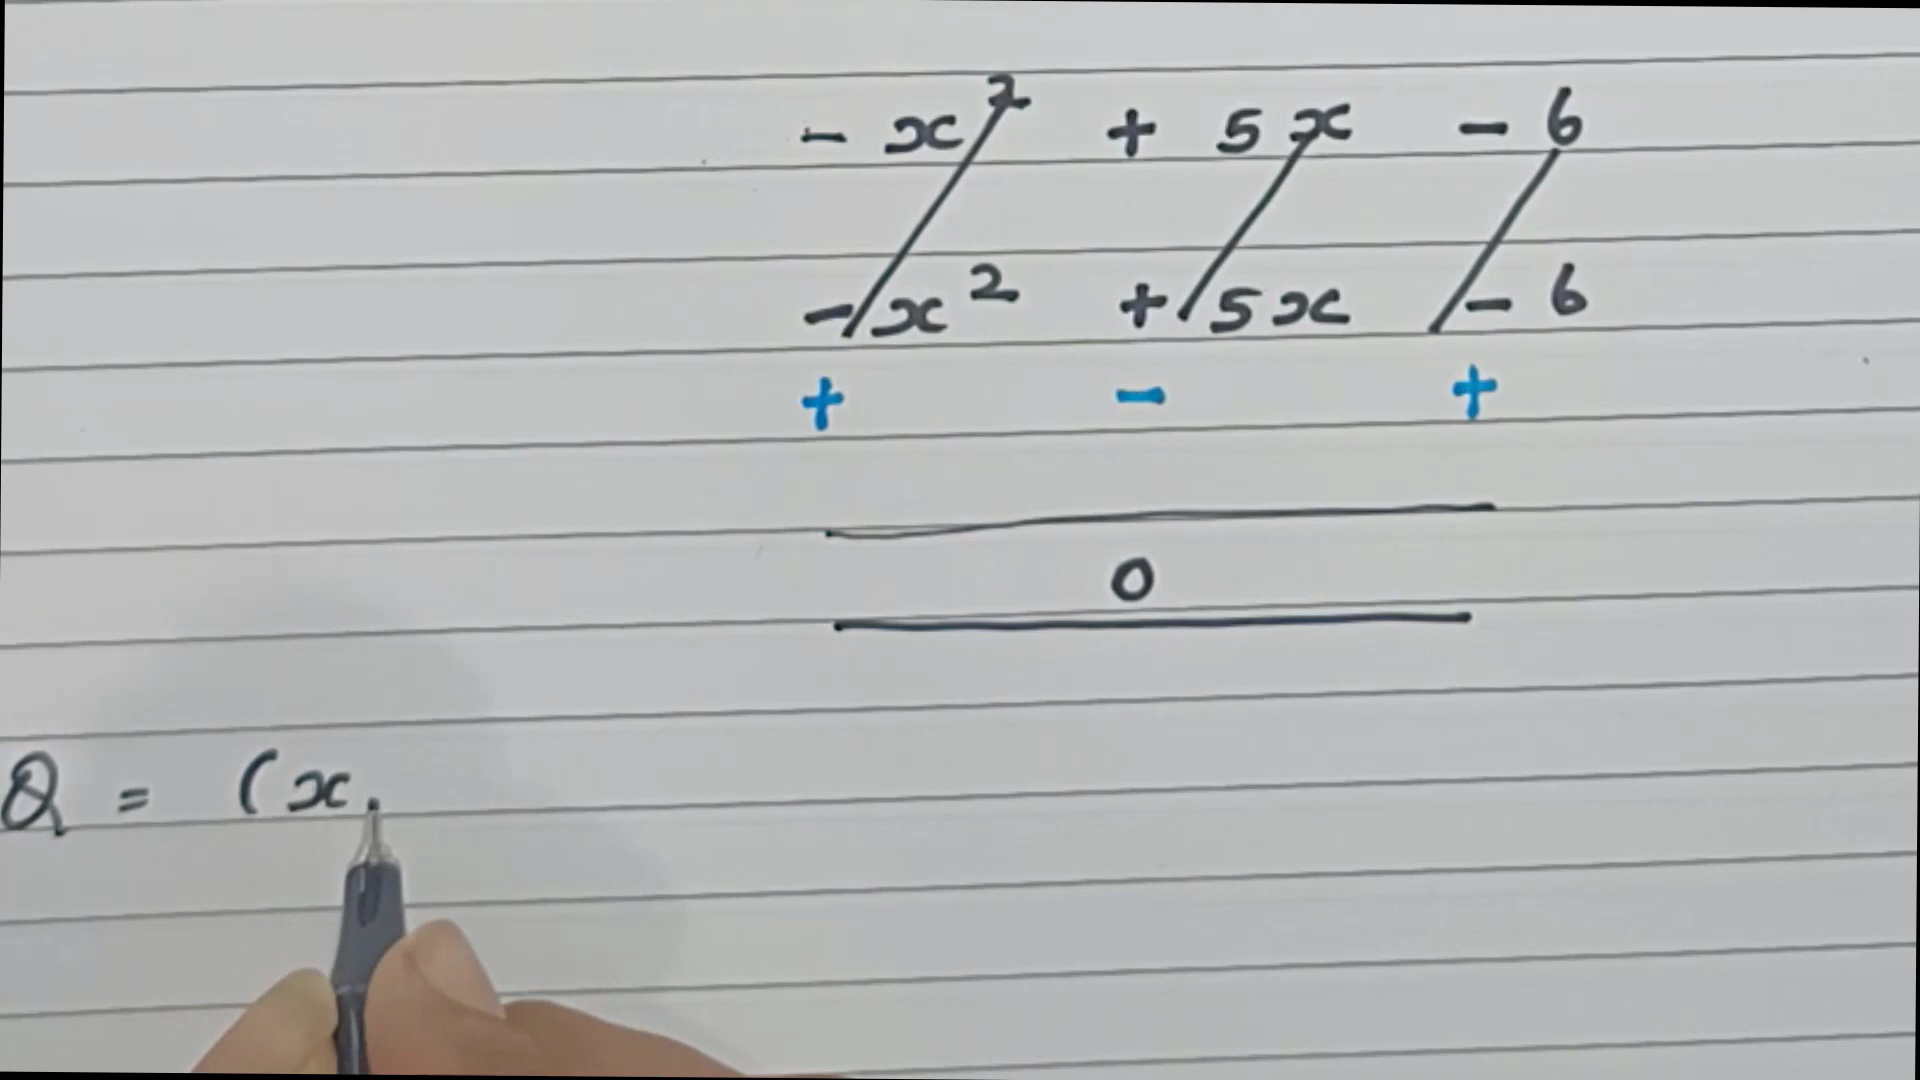 - x² + 5x - 6
- x² + 5x - 6
+ - +
0
Q = (x